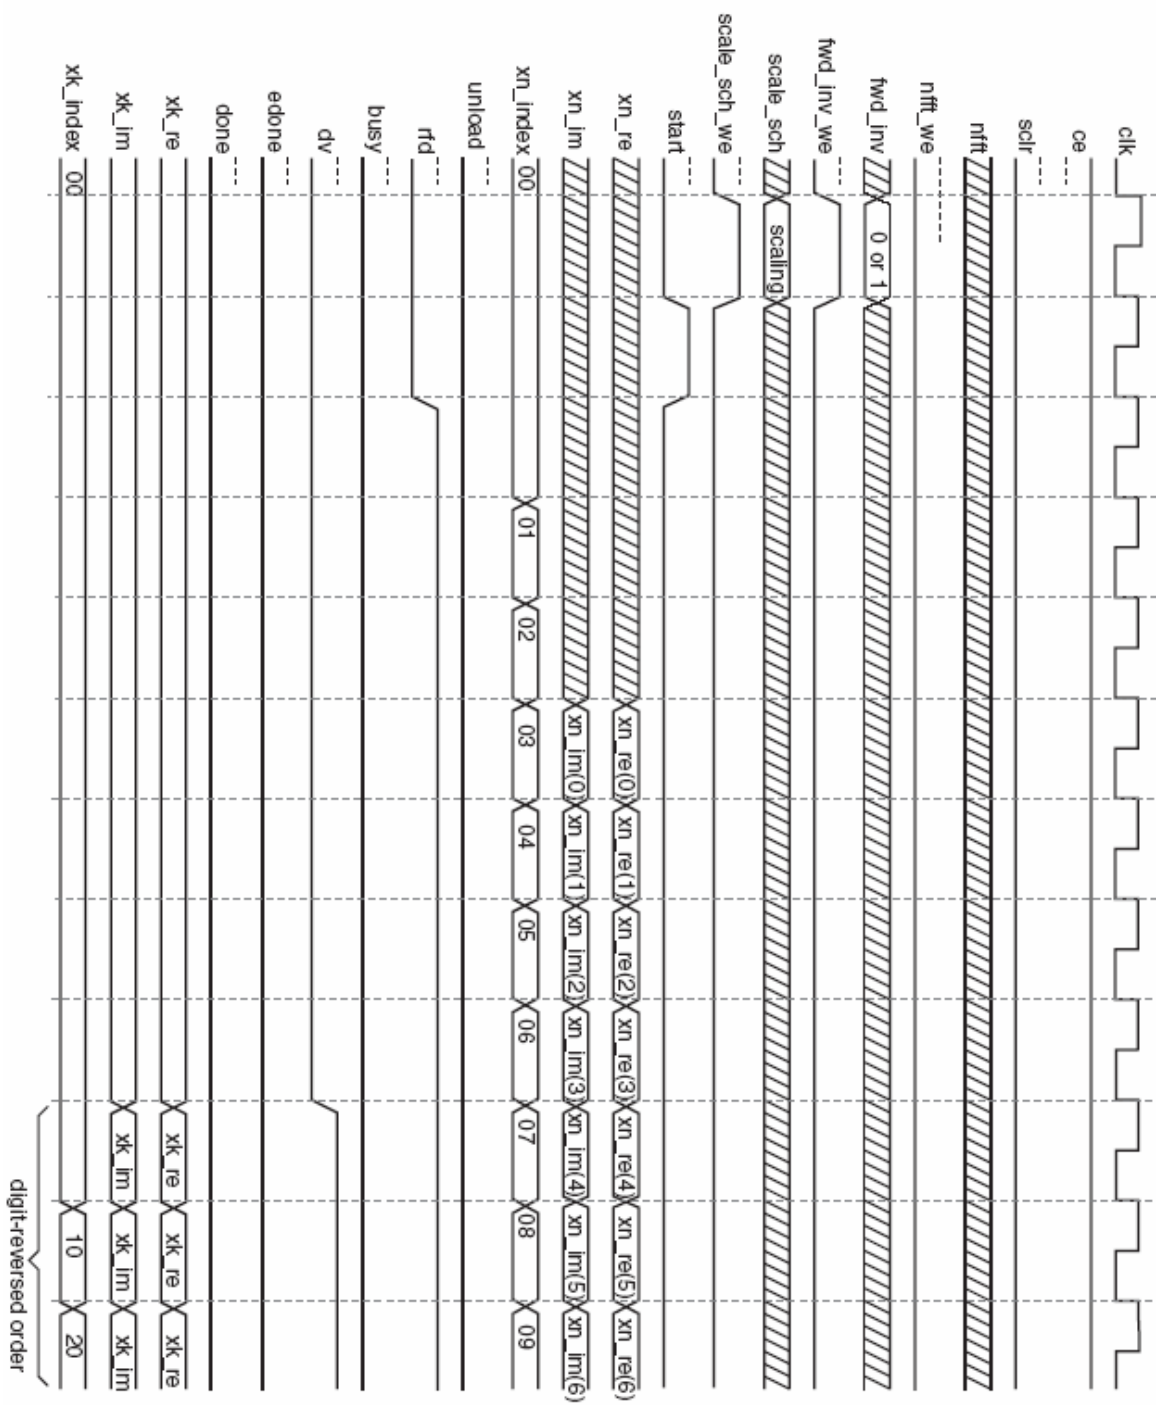 clk
ce
sclr
nfft
nfft_we
fwd_inv 0 or 1
fwd_inv_we
scale_sch scaling
scale_sch_we
start
xn_re xn_re(0) xn_re(1) xn_re(2) xn_re(3) xn_re(4) xn_re(5) xn_re(6)
xn_im xn_im(0) xn_im(1) xn_im(2) xn_im(3) xn_im(4) xn_im(5) xn_im(6)
xn_index 00 01 02 03 04 05 06 07 08 09
unload
rfd
busy
dv
edone
done
xk_re xk_re xk_re xk_re
xk_im xk_im xk_im xk_im
xk_index 00 10 20
digit-reversed order